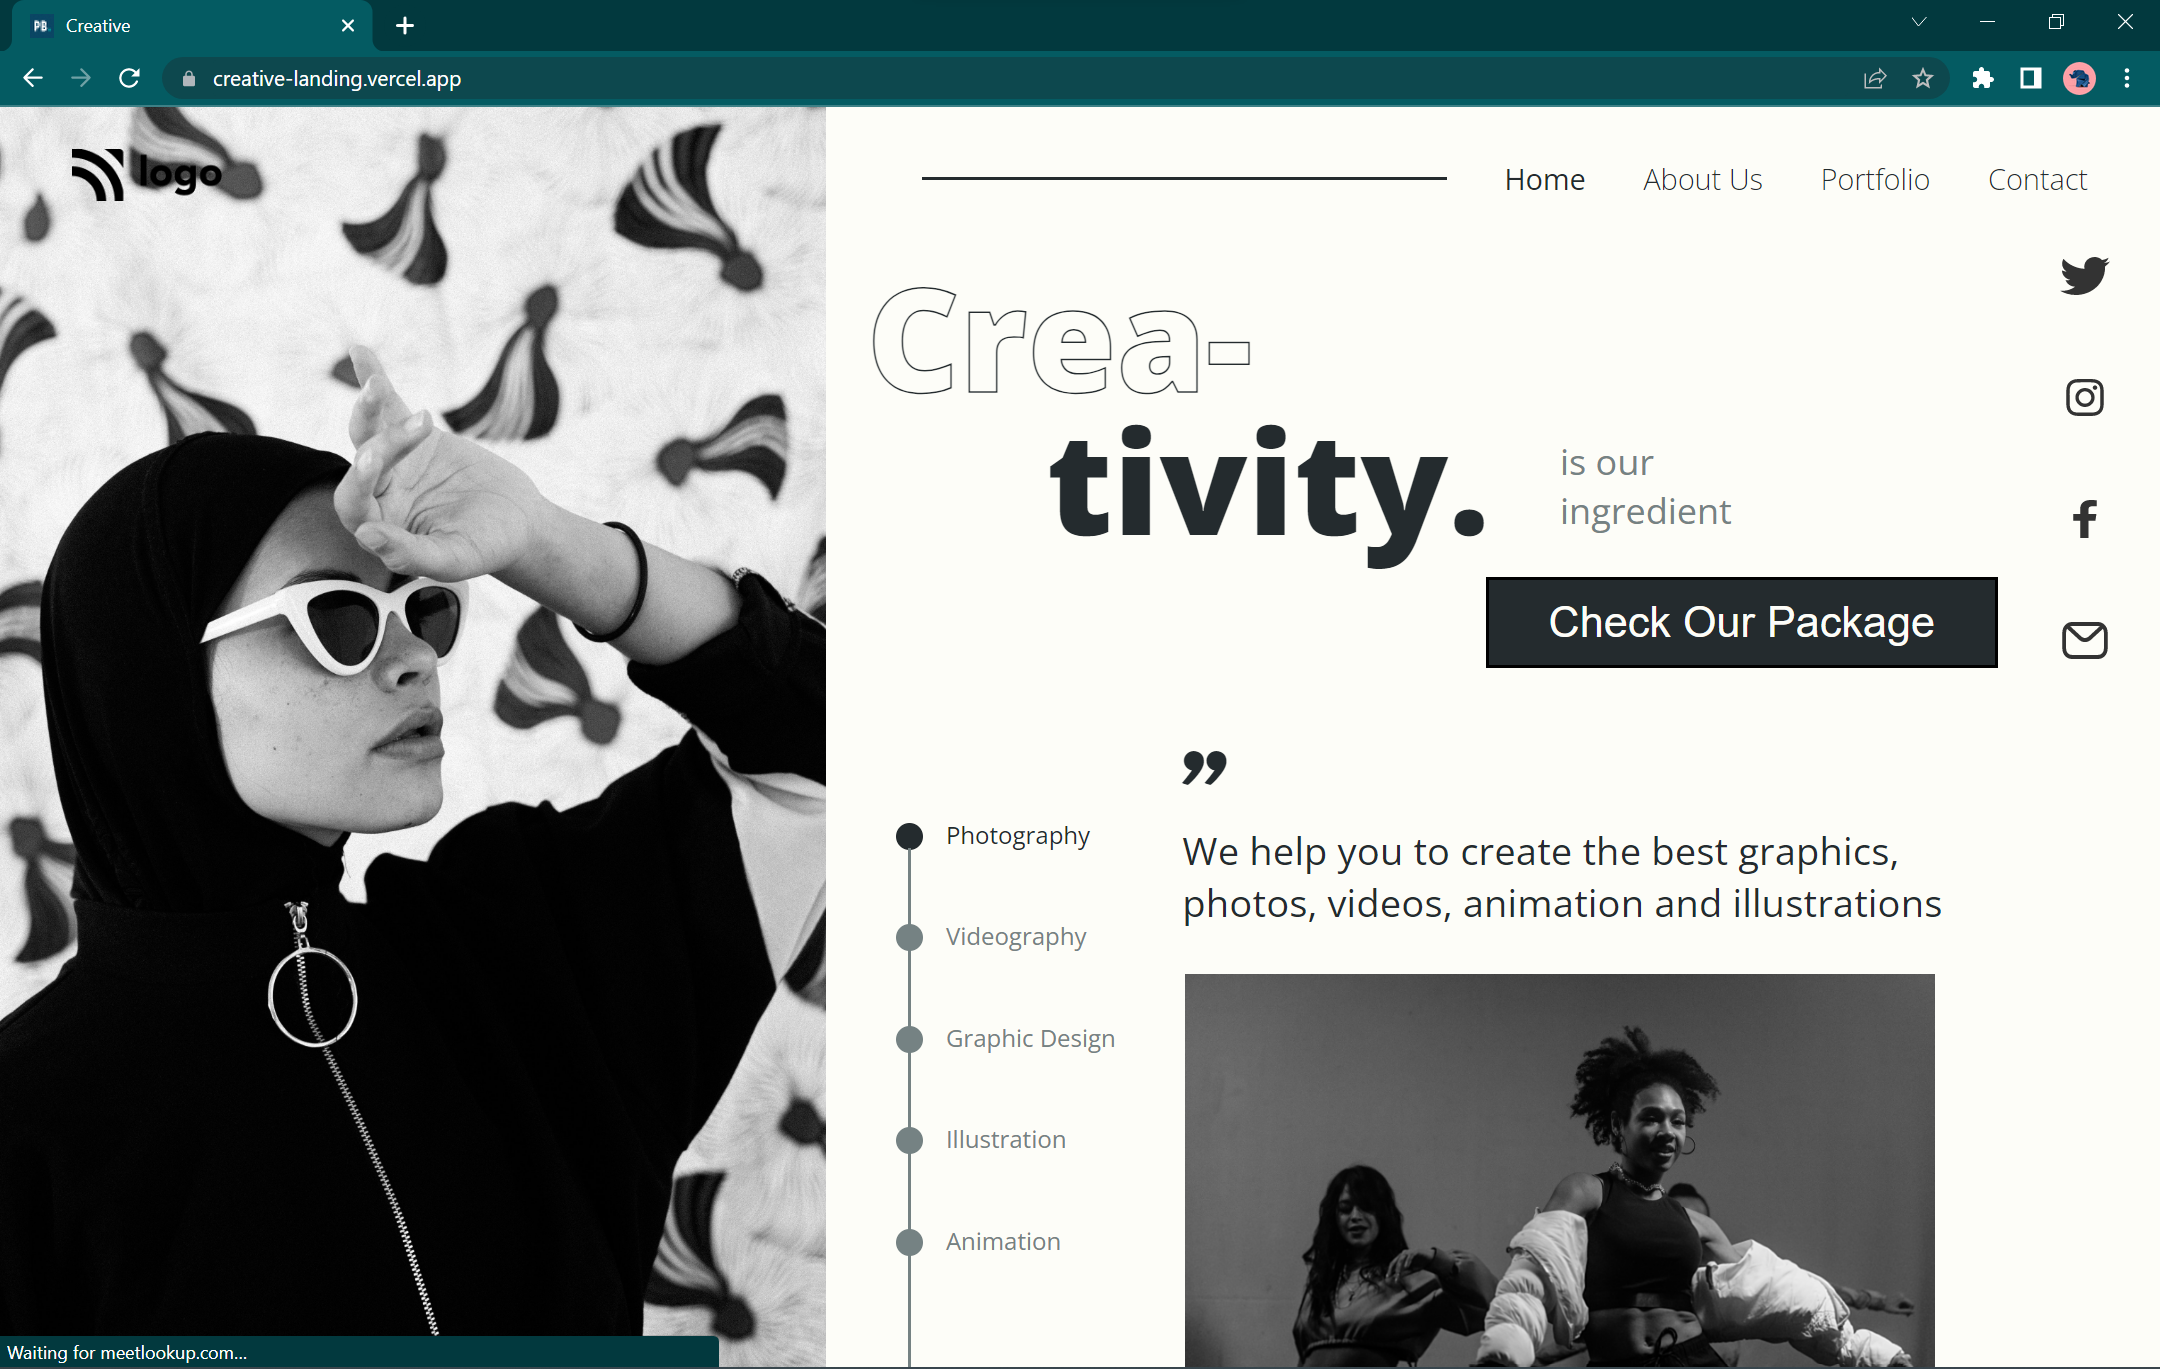 PB.
Creative
creative-landing.vercel.app
logo
Home
About Us
Portfolio
Contact
Crea-
tivity.
is our
ingredient
Check Our Package
”
We help you to create the best graphics,
photos, videos, animation and illustrations
Photography
Videography
Graphic Design
Illustration
Animation
Waiting for meetlookup.com...